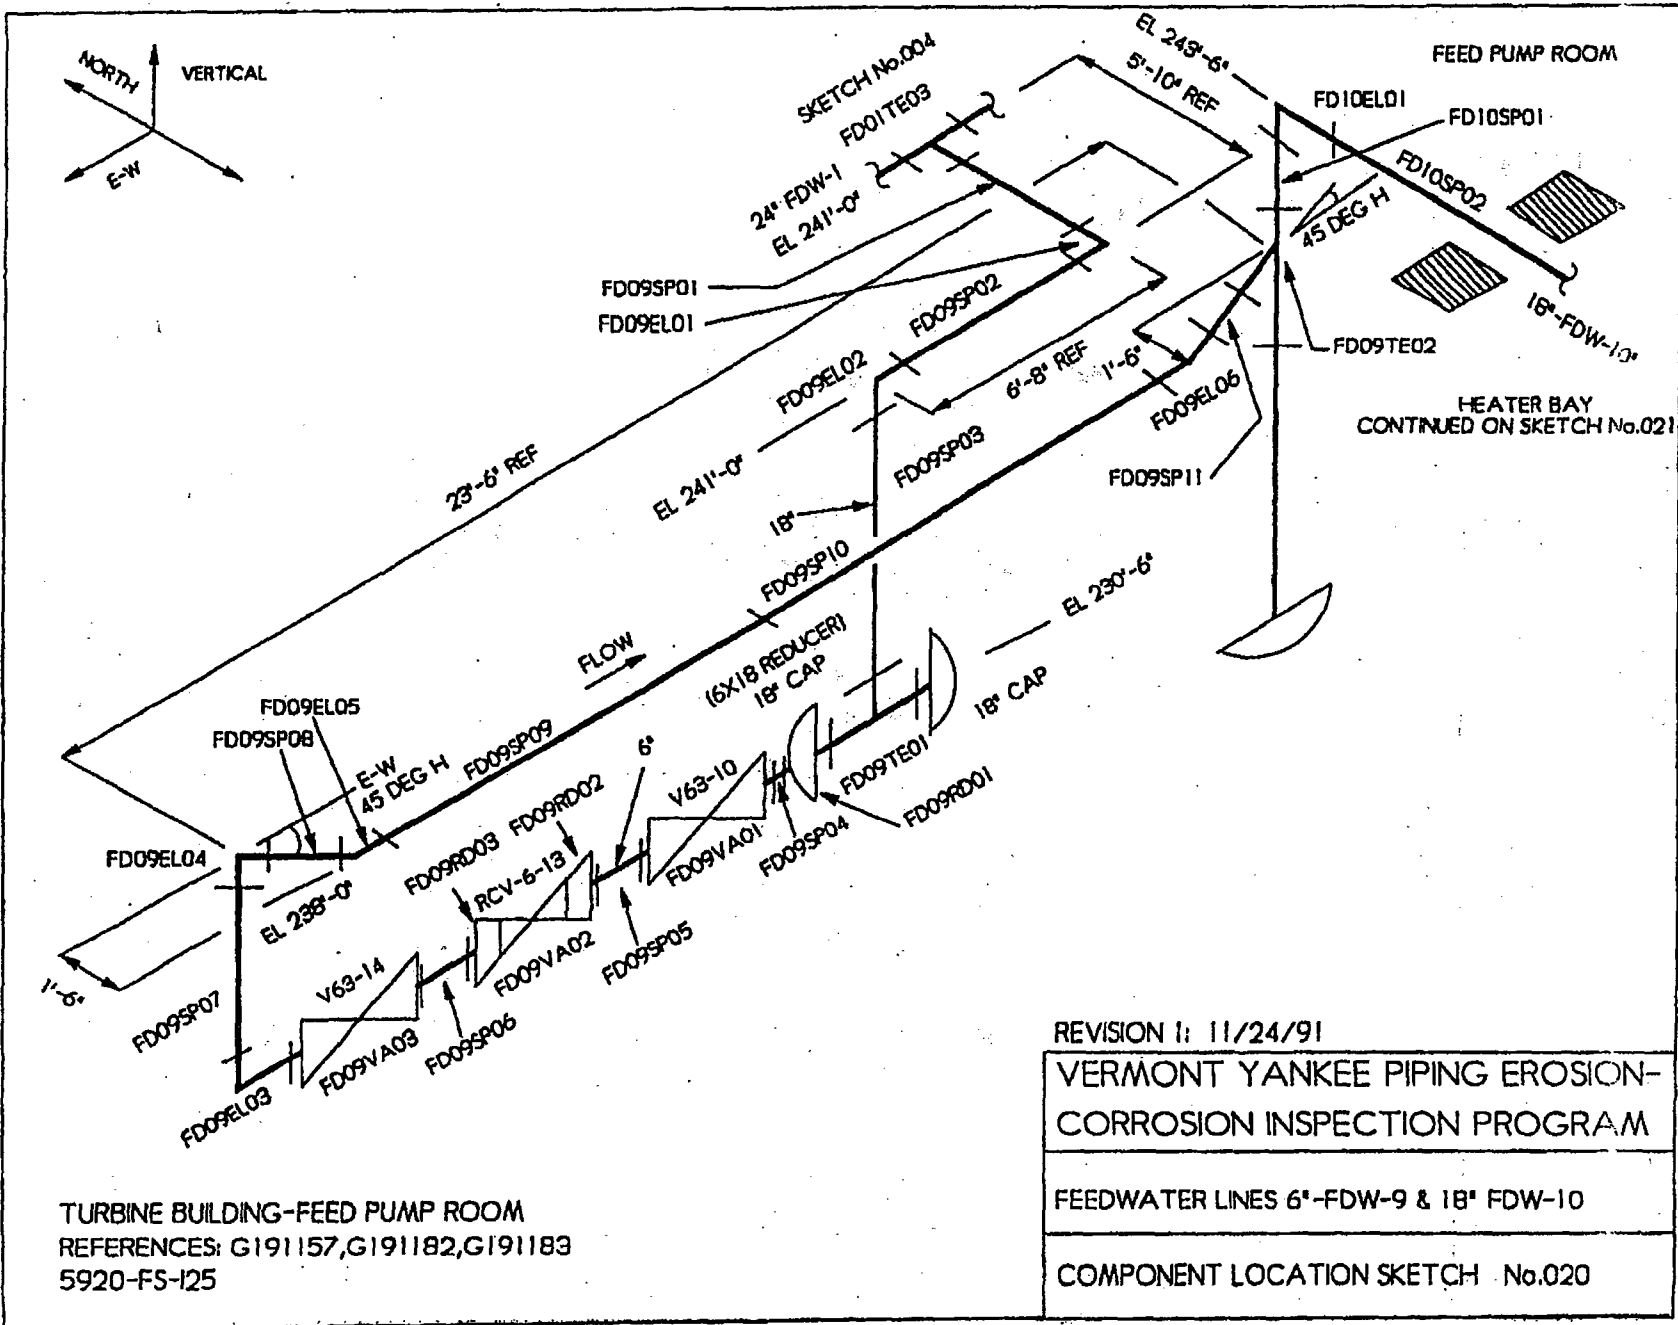 NORTH
VERTICAL
E-W
SKETCH No.004
FD01TE03
24" FDW-1
EL 241'-0"
EL 243'-6"
5'-10" REF
FEED PUMP ROOM
FD10EL01
FD10SP01
FD10SP02
45 DEG H
18"-FDW-10"
FD09TE02
HEATER BAY
CONTINUED ON SKETCH No.021
FD09SP01
FD09EL01
FD09SP02
FD09EL02
6'-8" REF
1'-6"
FD09EL06
FD09SP11
23'-6" REF
EL 241'-0"
FD09SP03
18"
FD09SP10
EL 230'-6"
FLOW
(6X18 REDUCER)
18" CAP
18" CAP
FD09EL05
FD09SP08
E-W
45 DEG H
FD09SP09
6"
V63-10
FD09TE01
FD09RD01
FD09EL04
EL 238'-0"
FD09RD03
FD09RD02
RCV-6-13
FD09VA01
FD09SP04
1'-6"
FD09SP07
V63-14
FD09VA02
FD09SP05
FD09VA03
FD09SP06
FD09EL03
REVISION 1: 11/24/91
VERMONT YANKEE PIPING EROSION-
CORROSION INSPECTION PROGRAM
FEEDWATER LINES 6"-FDW-9 & 18" FDW-10
COMPONENT LOCATION SKETCH No.020
TURBINE BUILDING-FEED PUMP ROOM
REFERENCES: G191157,G191182,G191183
5920-FS-125